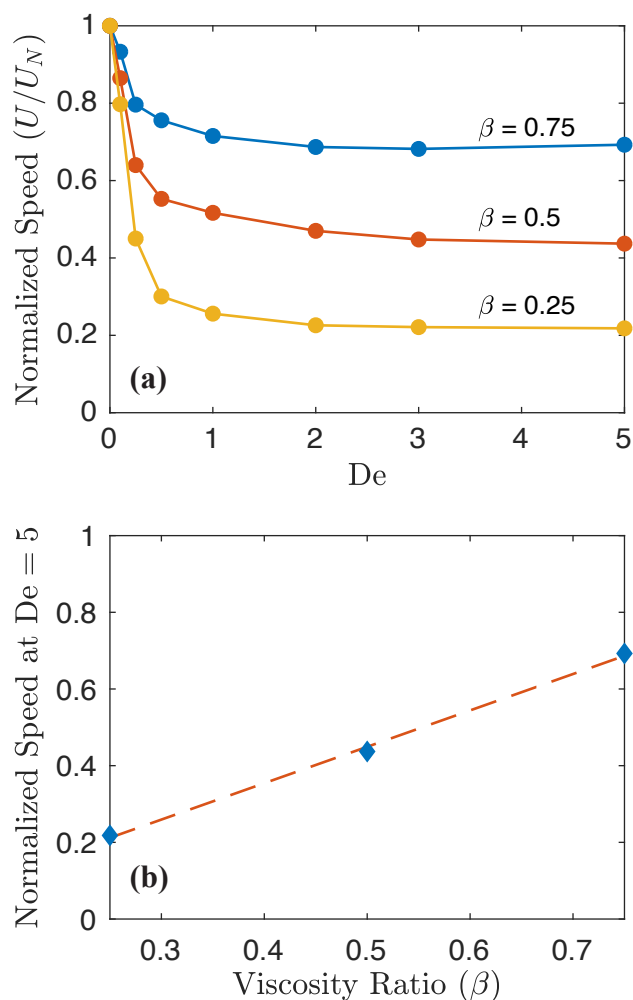 Normalized Speed (U/U_N)
1
0.8
0.6
0.4
0.2
0
β = 0.75
β = 0.5
β = 0.25
(a)
0 1 2 3 4 5
De
Normalized Speed at De = 5
1
0.8
0.6
0.4
0.2
0
(b)
0.3 0.4 0.5 0.6 0.7
Viscosity Ratio (β)